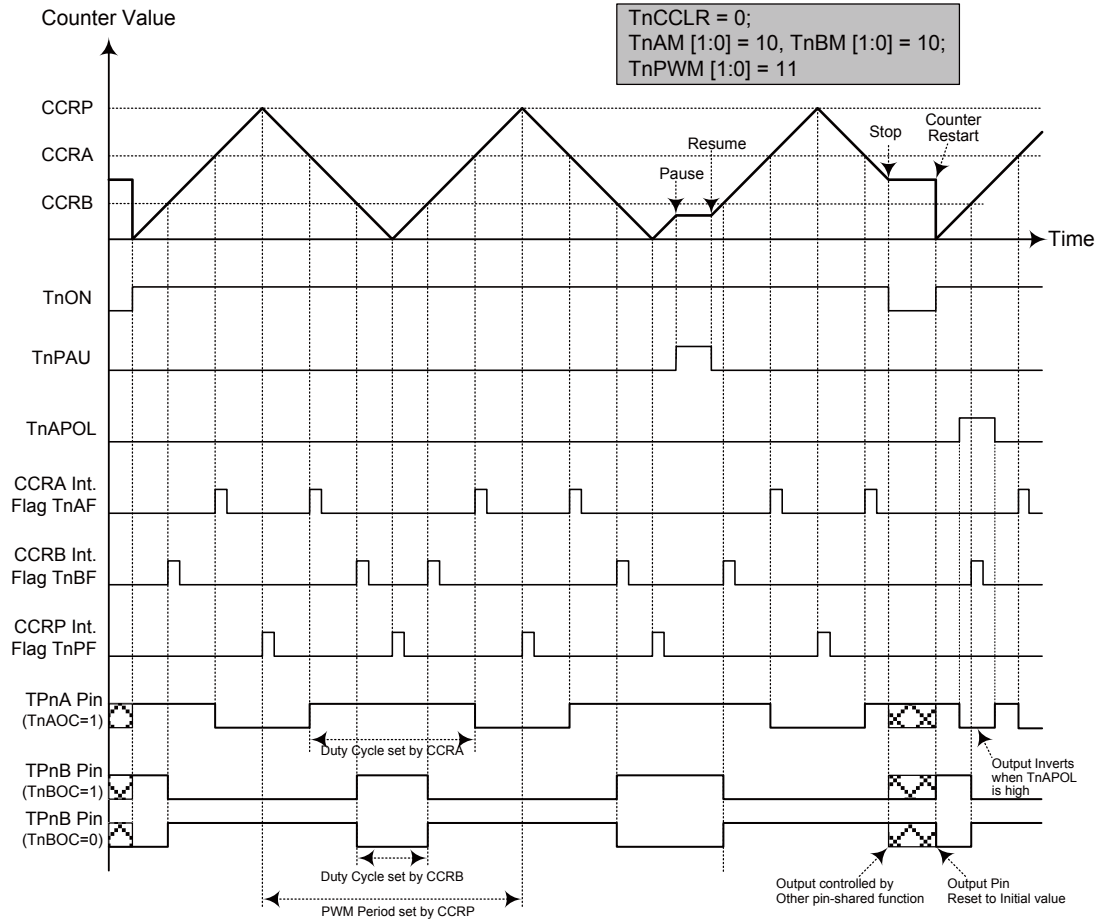 Counter Value
TnCCLR = 0;
TnAM [1:0] = 10, TnBM [1:0] = 10;
TnPWM [1:0] = 11
CCRP
CCRA
CCRB
Pause
Resume
Stop
Counter
Restart
Time
TnON
TnPAU
TnAPOL
CCRA Int.
Flag TnAF
CCRB Int.
Flag TnBF
CCRP Int.
Flag TnPF
TPnA Pin
(TnAOC=1)
Duty Cycle set by CCRA
Output Inverts
when TnAPOL
is high
TPnB Pin
(TnBOC=1)
TPnB Pin
(TnBOC=0)
Duty Cycle set by CCRB
PWM Period set by CCRP
Output controlled by
Other pin-shared function
Output Pin
Reset to Initial value